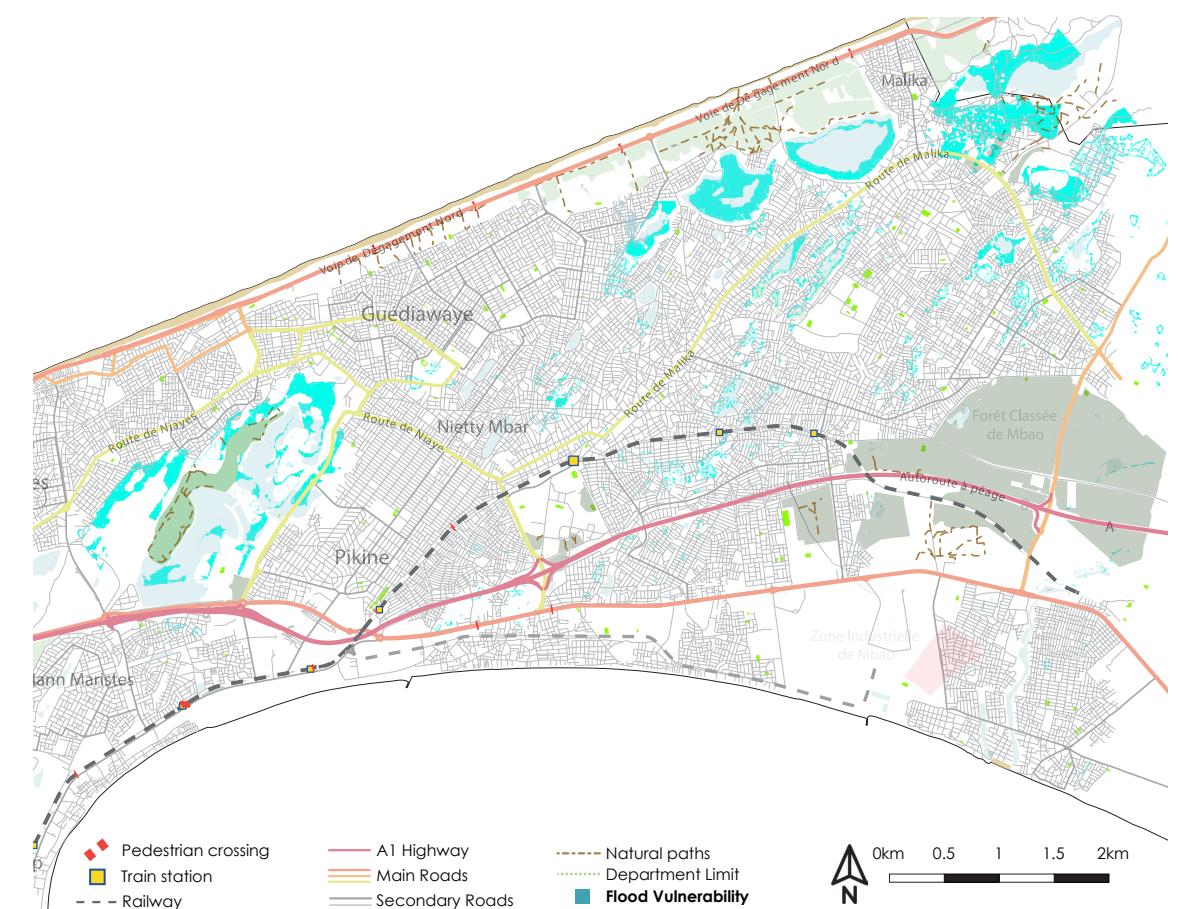 Malika
Voie de Dégagement Nord
Route de Malika
Voie de Dégagement Nord
Guediawaye
Route de Malika
Forêt Classée
de Mbao
Route de Niayes
Route de Niaye
Nietty Mbar
es
Autoroute à péage
A
Pikine
Zone Industrielle
de Mbao
ann Maristes
p
Pedestrian crossing
Train station
Railway
A1 Highway
Main Roads
Secondary Roads
Natural paths
Department Limit
Flood Vulnerability
N
0km 0.5 1 1.5 2km